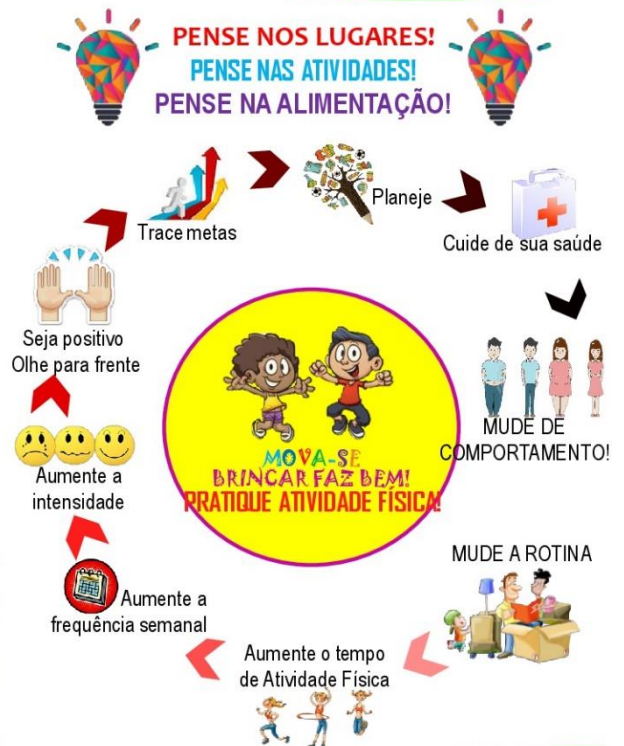 PENSE NOS LUGARES!
PENSE NAS ATIVIDADES!
PENSE NA ALIMENTAÇÃO!
Trace metas
Planeje
Cuide de sua saúde
MUDE DE
COMPORTAMENTO!
MUDE A ROTINA
Aumente o tempo
de Atividade Física
Aumente a
frequência semanal
Aumente a
intensidade
Seja positivo
Olhe para frente
MOVA-SE
BRINCAR FAZ BEM!
PRATIQUE ATIVIDADE FÍSICA!